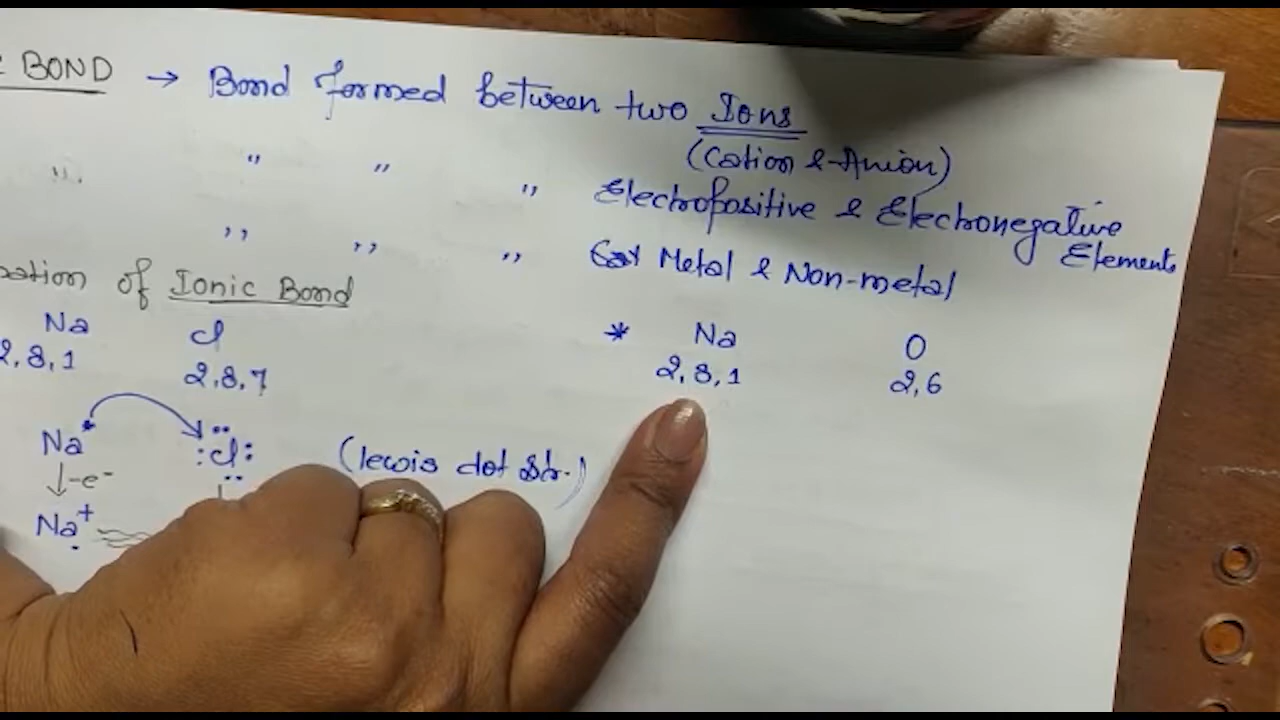 BOND → Bond formed between two Ions
(Cation & Anion)
" " " Electropositive & Electronegative
Elements
,, ,, ,, Metal & Non-metal
of Ionic Bond
Na Cl
2,8,1 2,8,7
* Na O
2,8,1 2,6
Na Cl (lewis dot Str.)
↓-e⁻
Na⁺